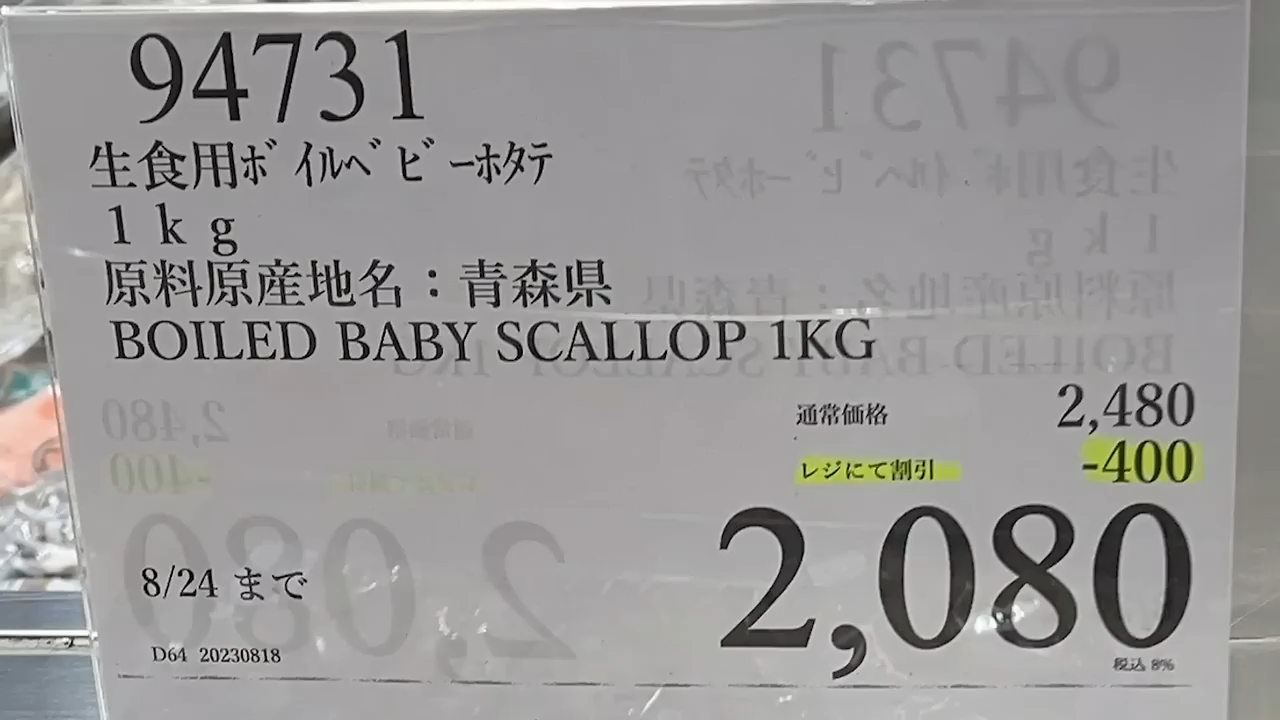 94731
生食用ボイルベビーホタテ
1kg
原料原産地名：青森県
BOILED BABY SCALLOP 1KG
通常価格 2,480
レジにて割引 -400
2,080
8/24 まで
税込 8%
D64 20230818